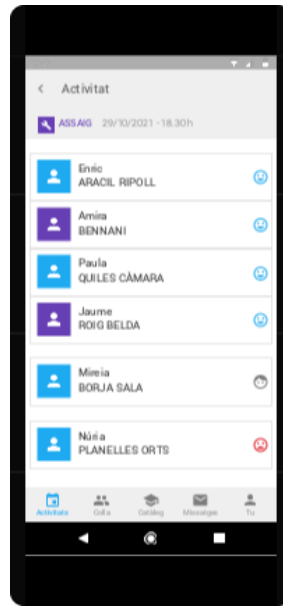 Activitat
ASSAIG 29/10/2021 - 18.30h
Enric
ARACIL RIPOLL
Amira
BENNANI
Paula
QUILES CÀMARA
Jaume
ROIG BELDA
Mireia
BORJA SALA
Núria
PLANELLES ORTS
Activitats Colla Catàleg Missatges Tu